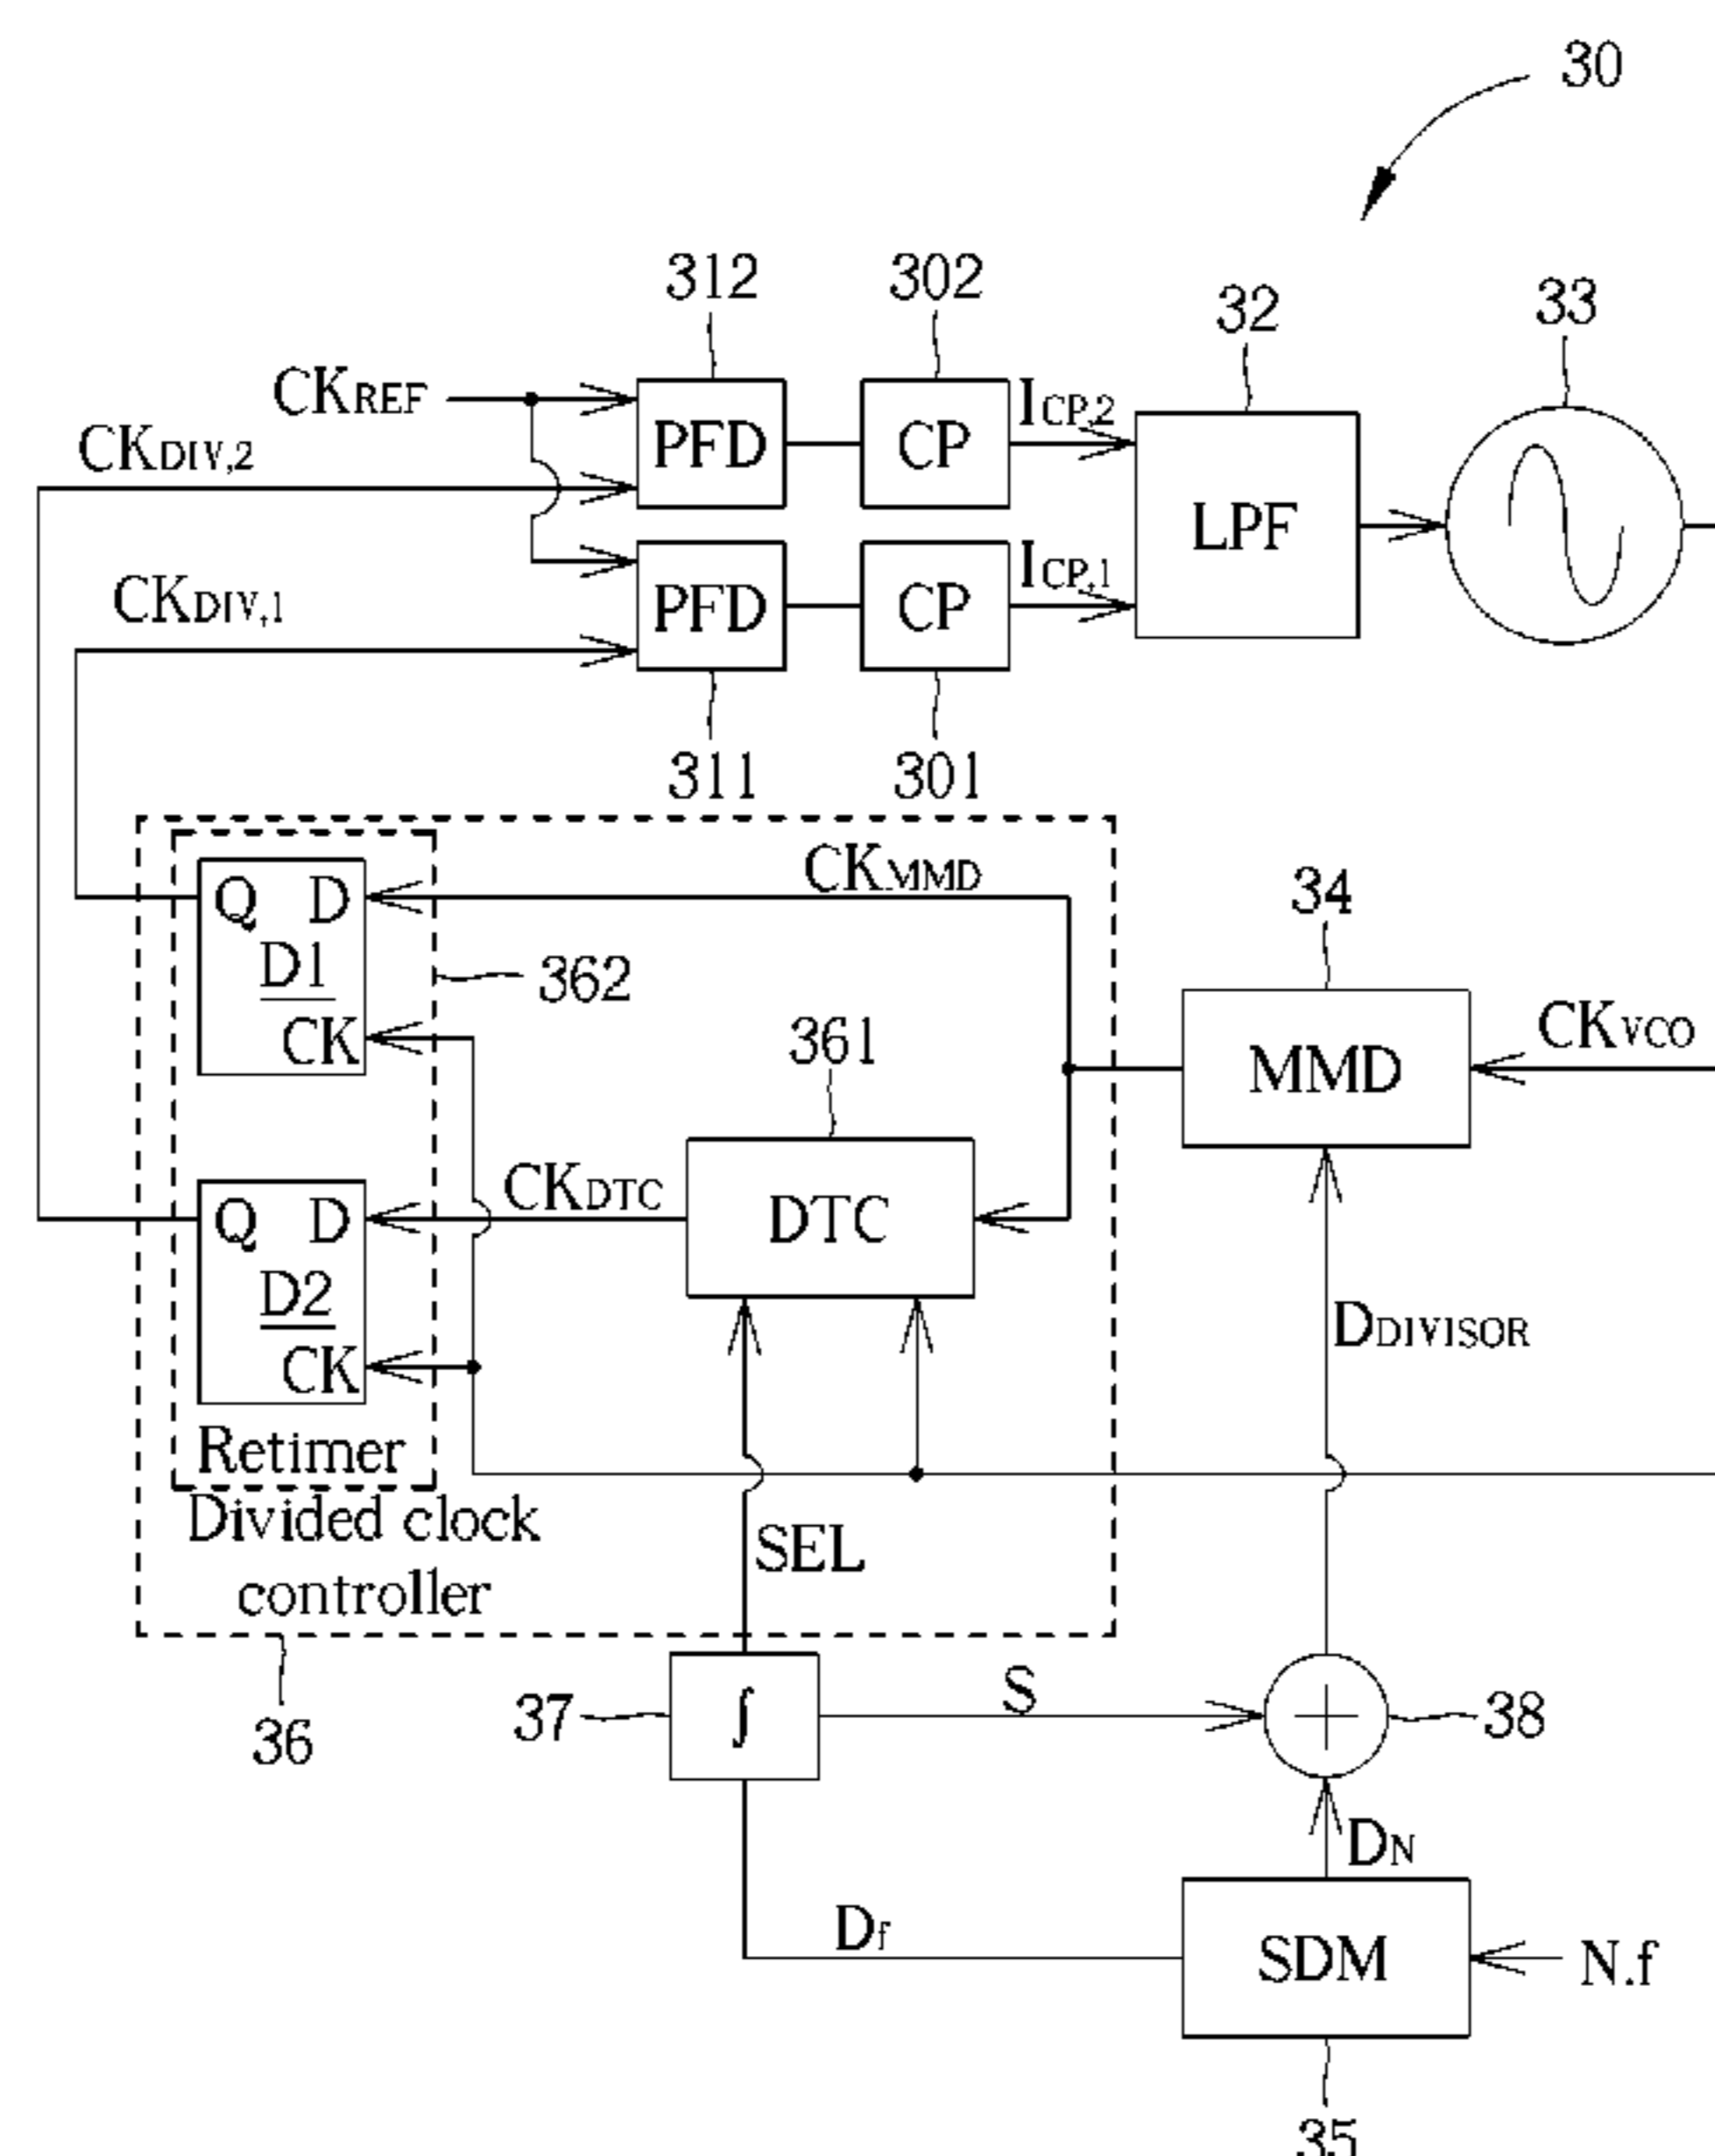 30
312
302
32
33
CKREF
ICP,2
CKDIV,2
PFD
CP
LPF
ICP,1
CKDIV,1
PFD
CP
311
301
CKMMD
34
Q D
D1
CK
362
361
CKVCO
MMD
CKDTC
Q D
D2
CK
DTC
DDIVISOR
Retimer
Divided clock
controller
SEL
36
37
∫
S
+
38
DN
Df
SDM
N.f
35